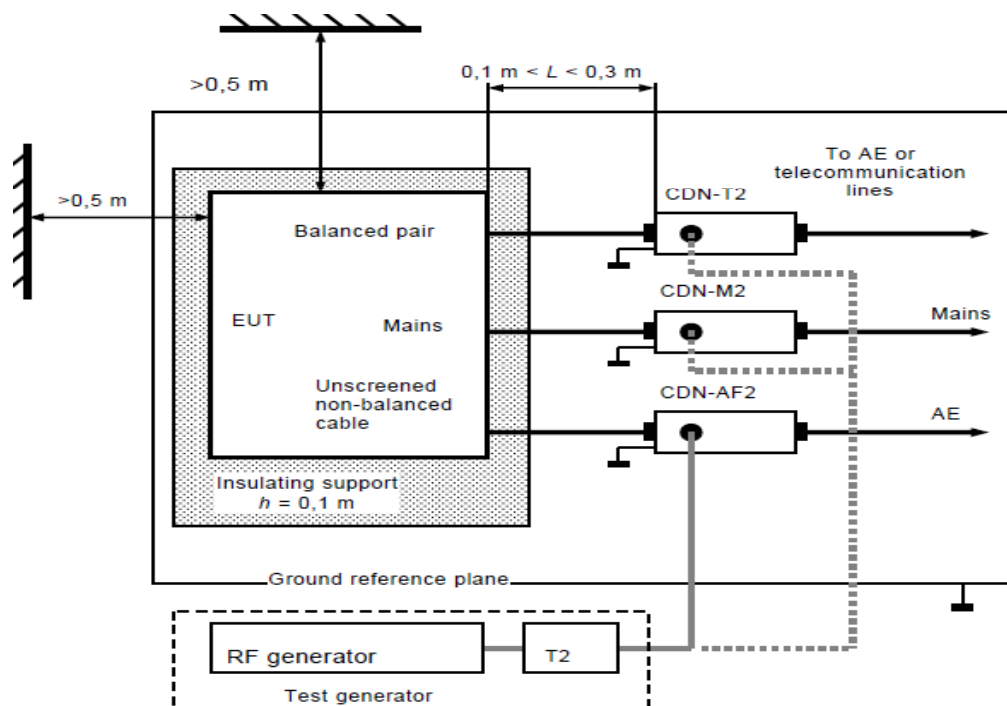 >0,5 m
0,1 m < L < 0,3 m
>0,5 m
To AE or
telecommunication
lines
CDN-T2
Balanced pair
CDN-M2
EUT
Mains
Mains
Unscreened
non-balanced
cable
CDN-AF2
AE
Insulating support
h = 0,1 m
Ground reference plane
RF generator
T2
Test generator